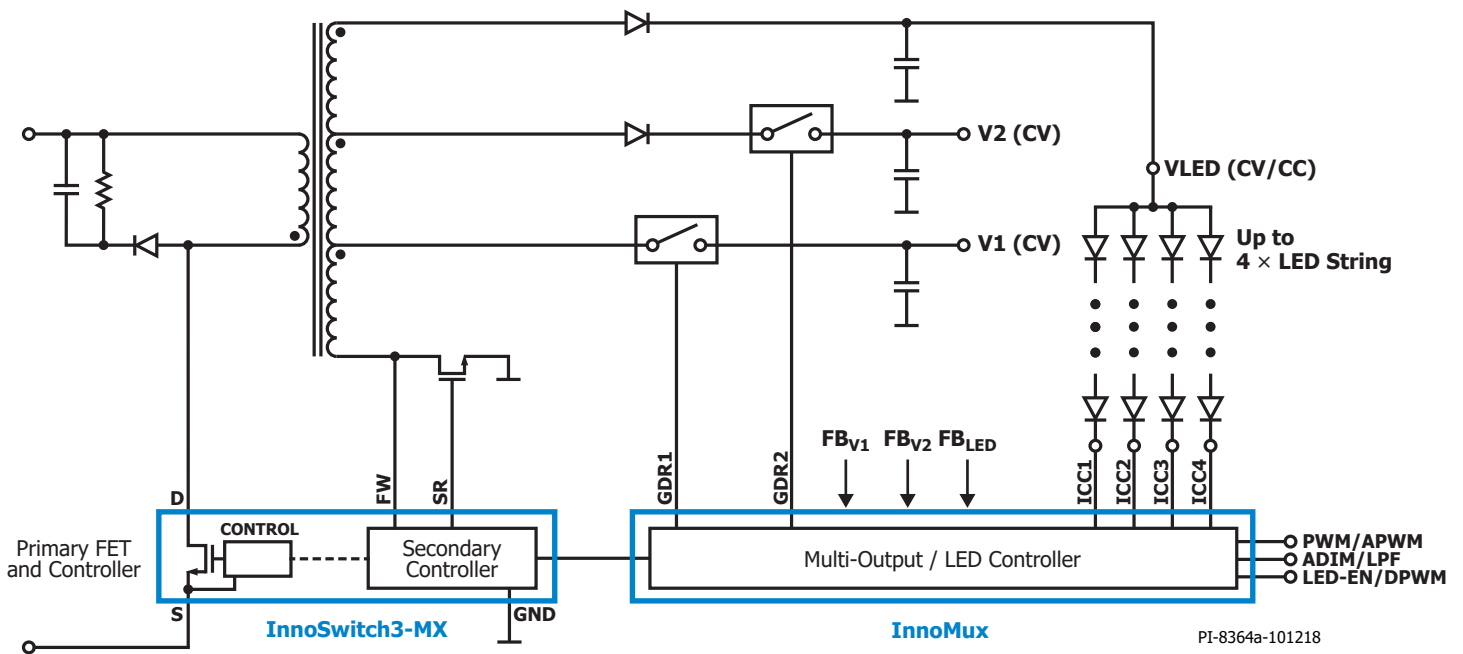 V2 (CV)
VLED (CV/CC)
V1 (CV)
Up to
4 × LED String
FBV1
FBV2
FBLED
D
FW
SR
GDR1
GDR2
ICC1
ICC2
ICC3
ICC4
Primary FET
and Controller
CONTROL
Secondary
Controller
Multi-Output / LED Controller
PWM/APWM
ADIM/LPF
LED-EN/DPWM
S
GND
InnoSwitch3-MX
InnoMux
PI-8364a-101218